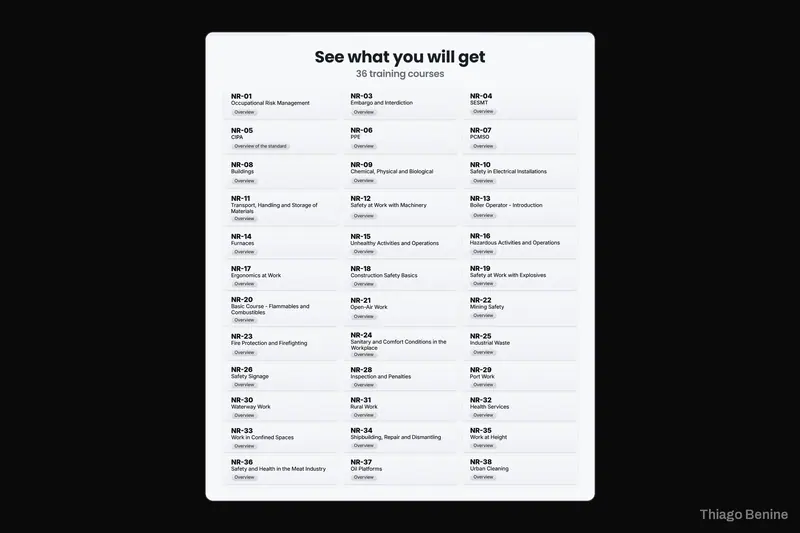 See what you will get
36 training courses
NR-01
Occupational Risk Management
Overview
NR-03
Embargo and Interdiction
Overview
NR-04
SESMT
Overview
NR-05
CIPA
Overview of the standard
NR-06
PPE
Overview
NR-07
PCMSO
Overview
NR-08
Buildings
Overview
NR-09
Chemical, Physical and Biological
Overview
NR-10
Safety in Electrical Installations
Overview
NR-11
Transport, Handling and Storage of
Materials
Overview
NR-12
Safety at Work with Machinery
Overview
NR-13
Boiler Operator - Introduction
Overview
NR-14
Furnaces
Overview
NR-15
Unhealthy Activities and Operations
Overview
NR-16
Hazardous Activities and Operations
Overview
NR-17
Ergonomics at Work
Overview
NR-18
Construction Safety Basics
Overview
NR-19
Safety at Work with Explosives
Overview
NR-20
Basic Course - Flammables and
Combustibles
Overview
NR-21
Open-Air Work
Overview
NR-22
Mining Safety
Overview
NR-23
Fire Protection and Firefighting
Overview
NR-24
Sanitary and Comfort Conditions in the
Workplace
Overview
NR-25
Industrial Waste
Overview
NR-26
Safety Signage
Overview
NR-28
Inspection and Penalties
Overview
NR-29
Port Work
Overview
NR-30
Waterway Work
Overview
NR-31
Rural Work
Overview
NR-32
Health Services
Overview
NR-33
Work in Confined Spaces
Overview
NR-34
Shipbuilding, Repair and Dismantling
Overview
NR-35
Work at Height
Overview
NR-36
Safety and Health in the Meat Industry
Overview
NR-37
Oil Platforms
Overview
NR-38
Urban Cleaning
Overview
Thiago Benine